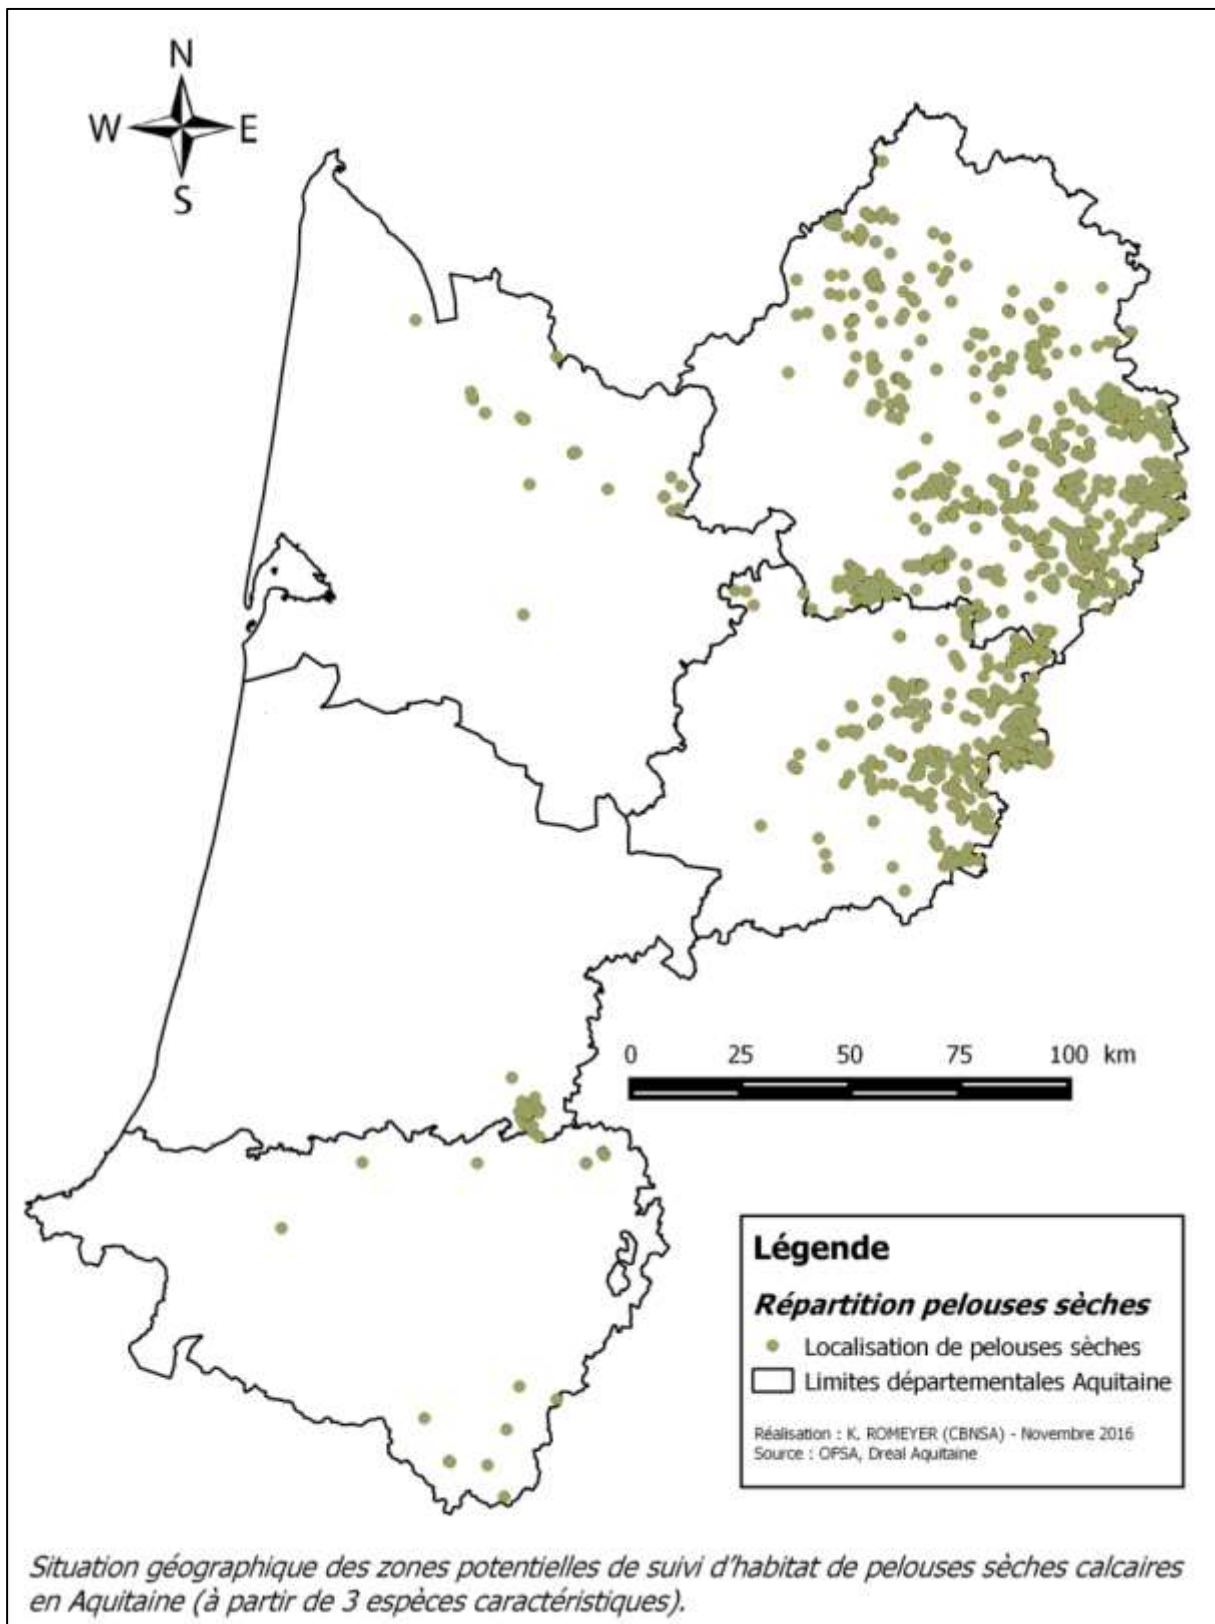 N
W E
S
0 25 50 75 100 km
Légende
Répartition pelouses sèches
Localisation de pelouses sèches
Limites départementales Aquitaine
Réalisation : K. ROMEYER (CBNSA) - Novembre 2016
Source : OFSA, Dreal Aquitaine
Situation géographique des zones potentielles de suivi d'habitat de pelouses sèches calcaires
en Aquitaine (à partir de 3 espèces caractéristiques).